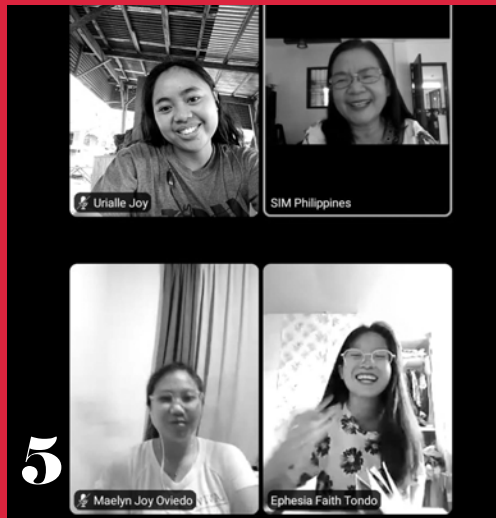 Urialle Joy
SIM Philippines
Maelyn Joy Oviedo
Ephesia Faith Tondo
5